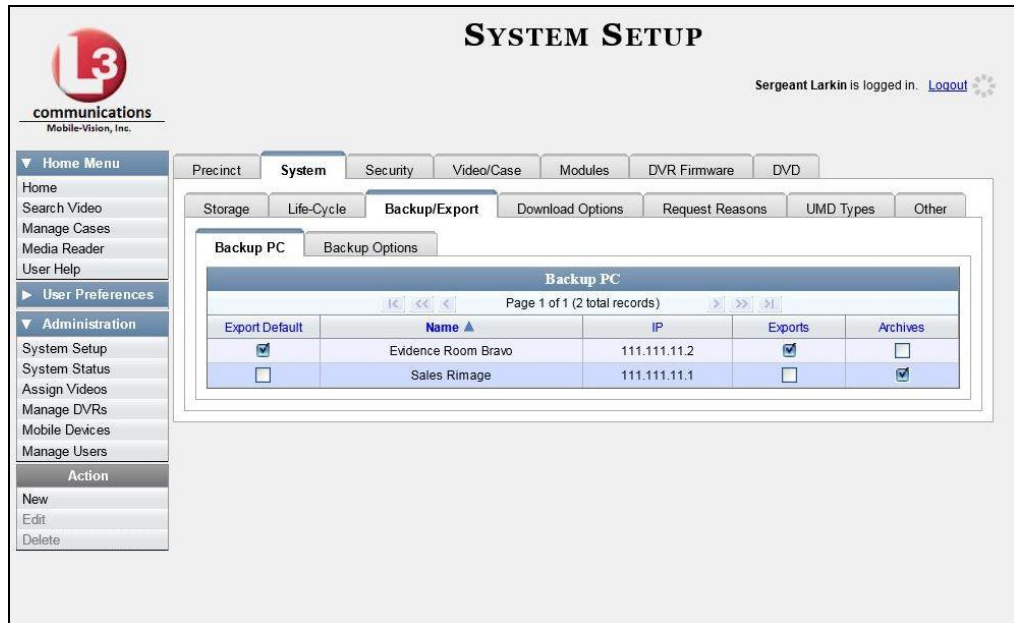 SYSTEM SETUP
L3
communications
Mobile-Vision, Inc.
Sergeant Larkin is logged in. Logout
▼ Home Menu
Home
Search Video
Manage Cases
Media Reader
User Help
▶ User Preferences
▼ Administration
System Setup
System Status
Assign Videos
Manage DVRs
Mobile Devices
Manage Users
Action
New
Edit
Delete
Precinct System Security Video/Case Modules DVR Firmware DVD
Storage Life-Cycle Backup/Export Download Options Request Reasons UMD Types Other
Backup PC Backup Options
Backup PC
|< << < Page 1 of 1 (2 total records) > >> >|
Export Default Name ▲ IP Exports Archives
Evidence Room Bravo 111.111.11.2
Sales Rimage 111.111.11.1